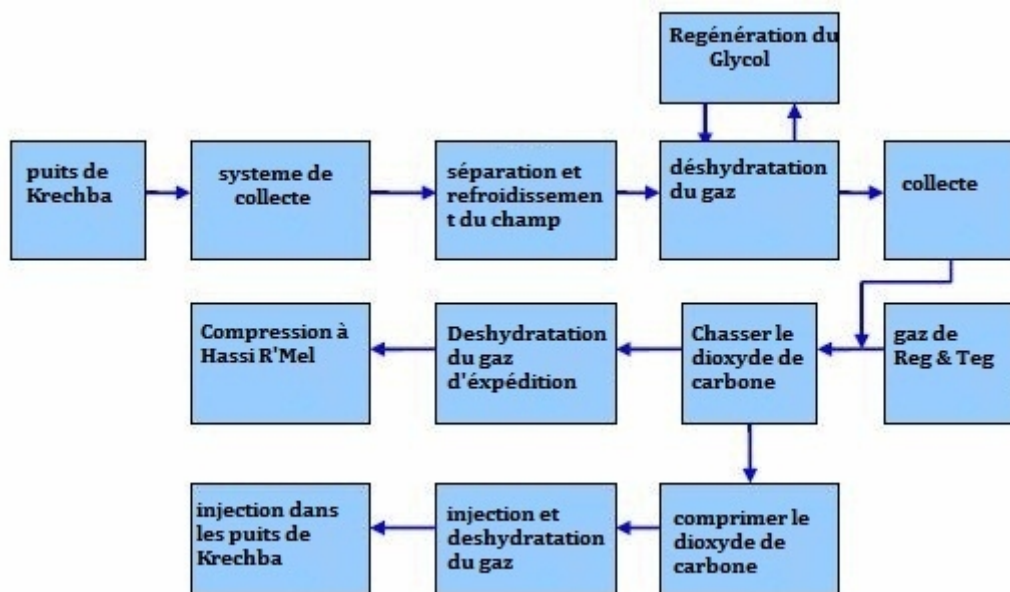 Regénération du
Glycol
puits de
Krechba
systeme de
collecte
séparation et
refroidissemen
t du champ
déshydratation
du gaz
collecte
Compression à
Hassi R'Mel
Deshydratation
du gaz
d'éxpédition
Chasser le
dioxyde de
carbone
gaz de
Reg & Teg
injection dans
les puits de
Krechba
injection et
deshydratation
du gaz
comprimer le
dioxyde de
carbone